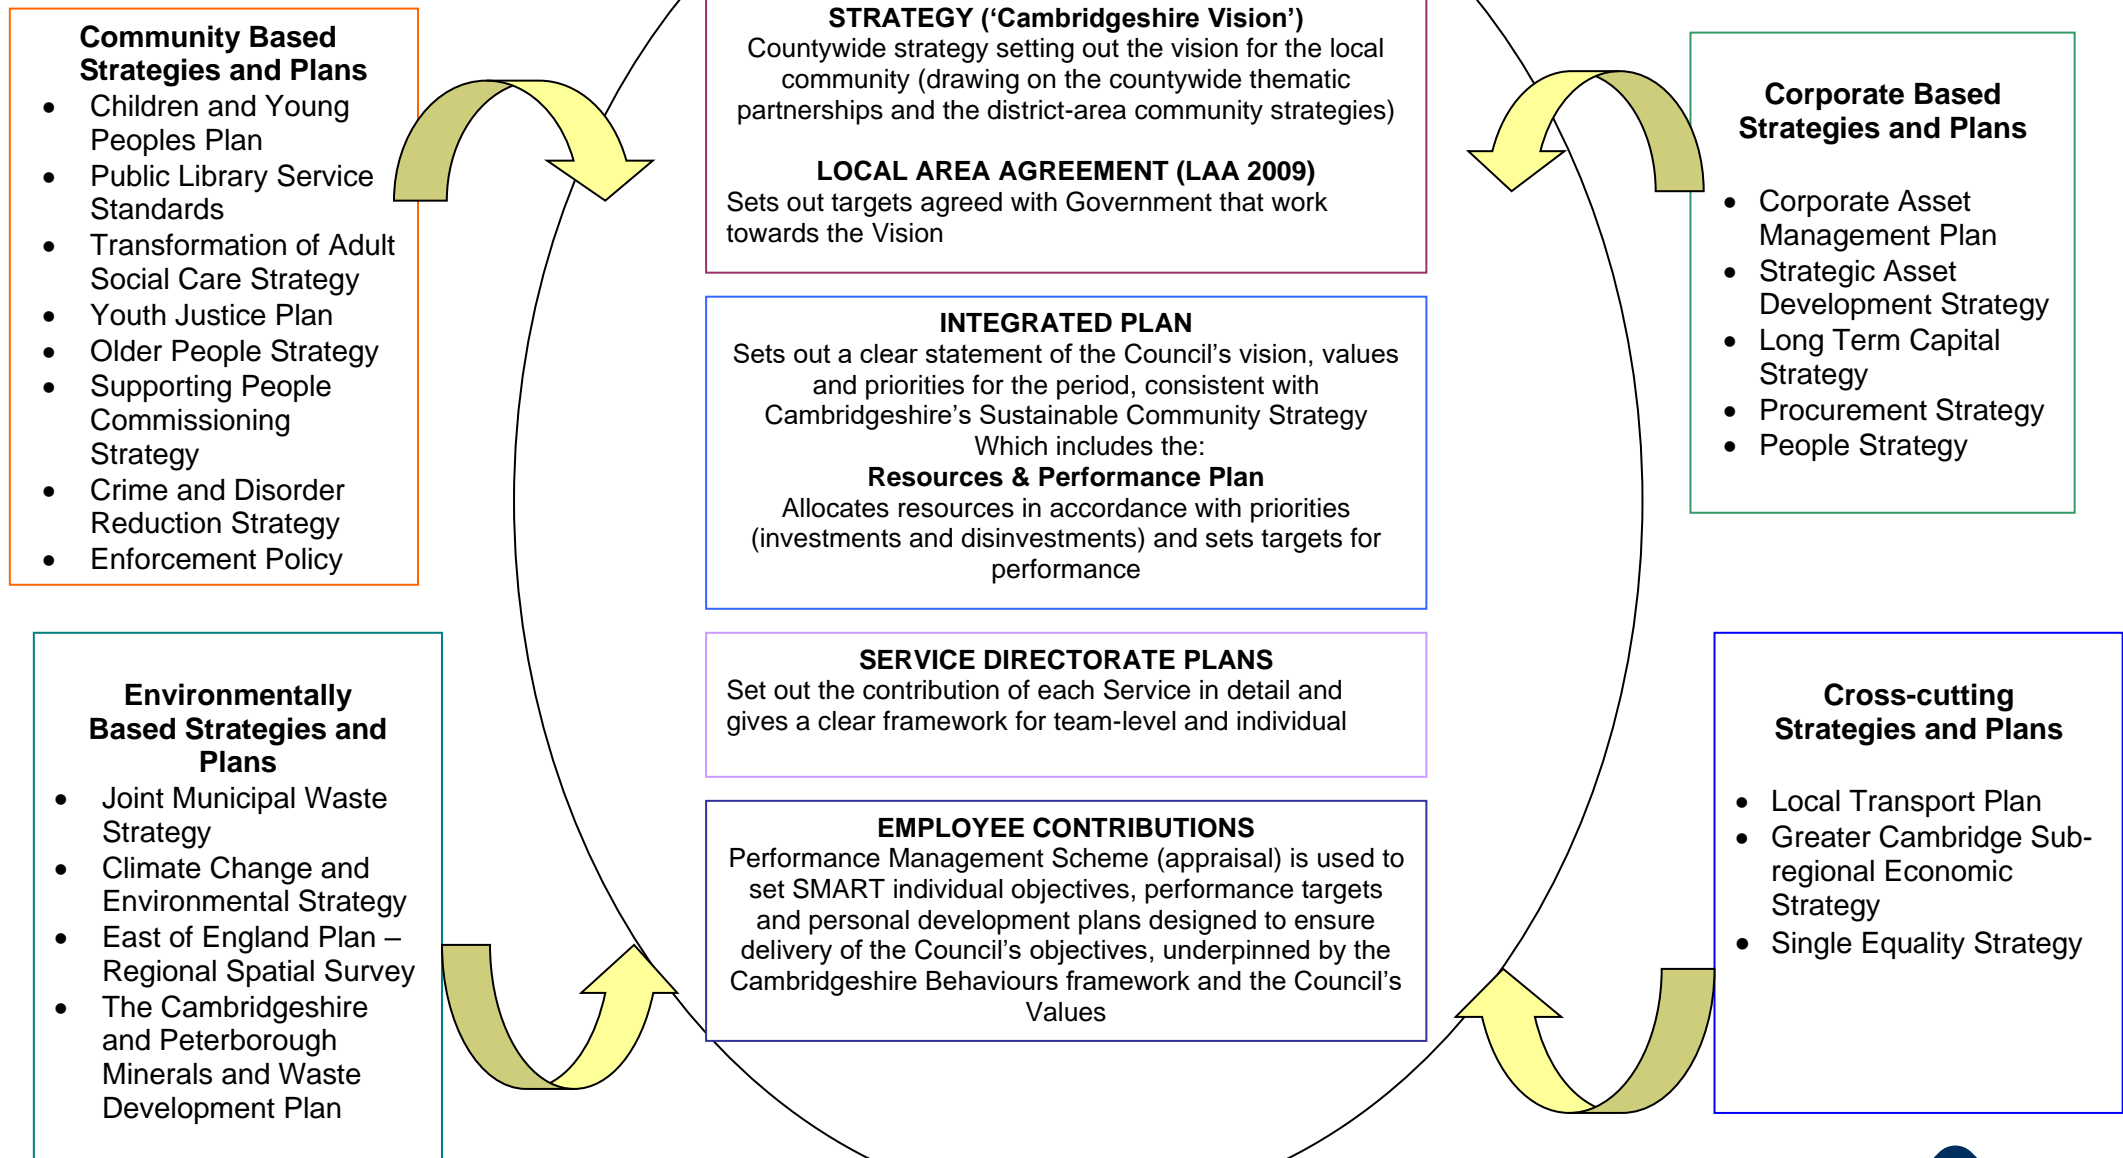 Community Based
Strategies and Plans
• Children and Young
Peoples Plan
• Public Library Service
Standards
• Transformation of Adult
Social Care Strategy
• Youth Justice Plan
• Older People Strategy
• Supporting People
Commissioning
Strategy
• Crime and Disorder
Reduction Strategy
• Enforcement Policy
Environmentally
Based Strategies and
Plans
• Joint Municipal Waste
Strategy
• Climate Change and
Environmental Strategy
• East of England Plan –
Regional Spatial Survey
• The Cambridgeshire
and Peterborough
Minerals and Waste
Development Plan
STRATEGY (‘Cambridgeshire Vision’)
Countywide strategy setting out the vision for the local
community (drawing on the countywide thematic
partnerships and the district-area community strategies)
LOCAL AREA AGREEMENT (LAA 2009)
Sets out targets agreed with Government that work
towards the Vision
INTEGRATED PLAN
Sets out a clear statement of the Council’s vision, values
and priorities for the period, consistent with
Cambridgeshire’s Sustainable Community Strategy
Which includes the:
Resources & Performance Plan
Allocates resources in accordance with priorities
(investments and disinvestments) and sets targets for
performance
SERVICE DIRECTORATE PLANS
Set out the contribution of each Service in detail and
gives a clear framework for team-level and individual
EMPLOYEE CONTRIBUTIONS
Performance Management Scheme (appraisal) is used to
set SMART individual objectives, performance targets
and personal development plans designed to ensure
delivery of the Council’s objectives, underpinned by the
Cambridgeshire Behaviours framework and the Council’s
Values
Corporate Based
Strategies and Plans
• Corporate Asset
Management Plan
• Strategic Asset
Development Strategy
• Long Term Capital
Strategy
• Procurement Strategy
• People Strategy
Cross-cutting
Strategies and Plans
• Local Transport Plan
• Greater Cambridge Sub-
regional Economic
Strategy
• Single Equality Strategy